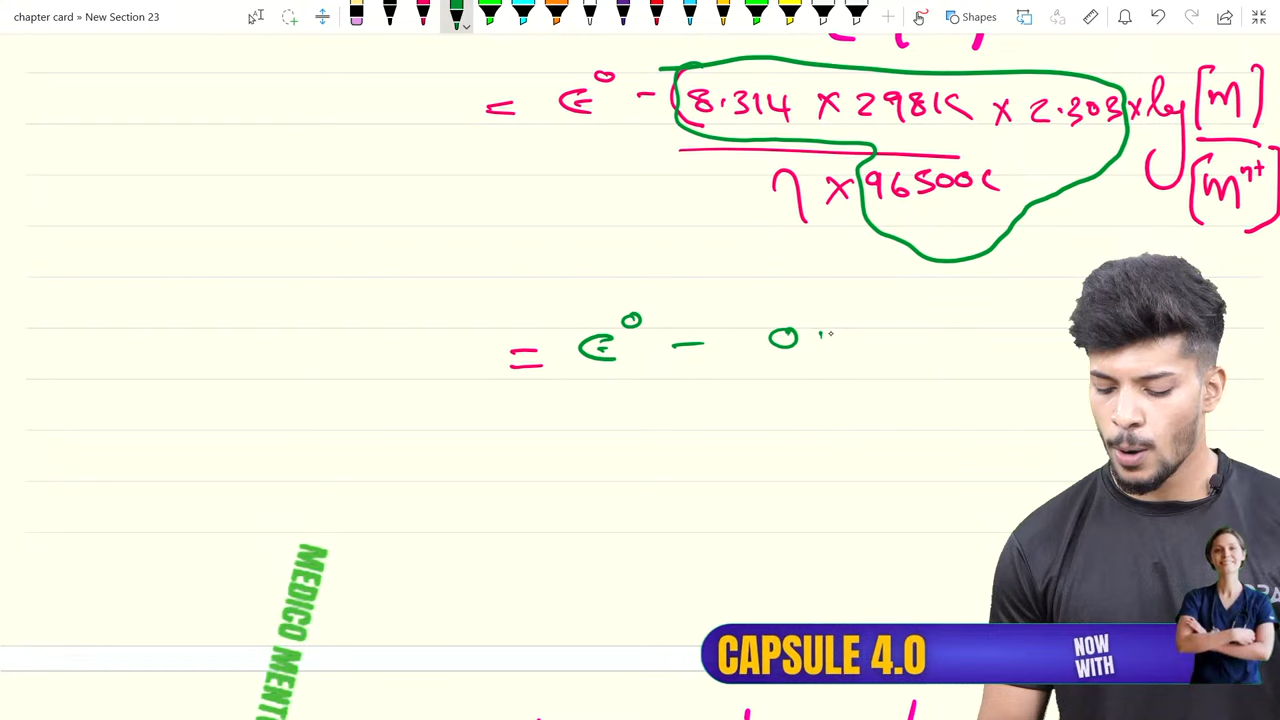 chapter card » New Section 23
Shapes
= E° - (8.314 × 298K × 2.303 × log [M]
η × 96500C [M^n+]
= E° - 0.
MEDICO MENT
CAPSULE 4.0
NOW
WITH